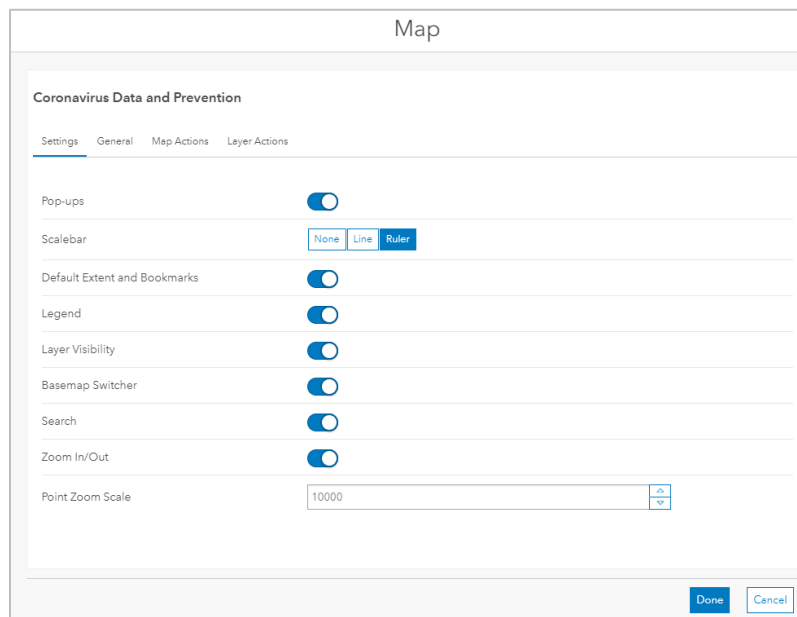 Map
Coronavirus Data and Prevention
Settings General Map Actions Layer Actions
Pop-ups
Scalebar None Line Ruler
Default Extent and Bookmarks
Legend
Layer Visibility
Basemap Switcher
Search
Zoom In/Out
Point Zoom Scale 10000
Done Cancel